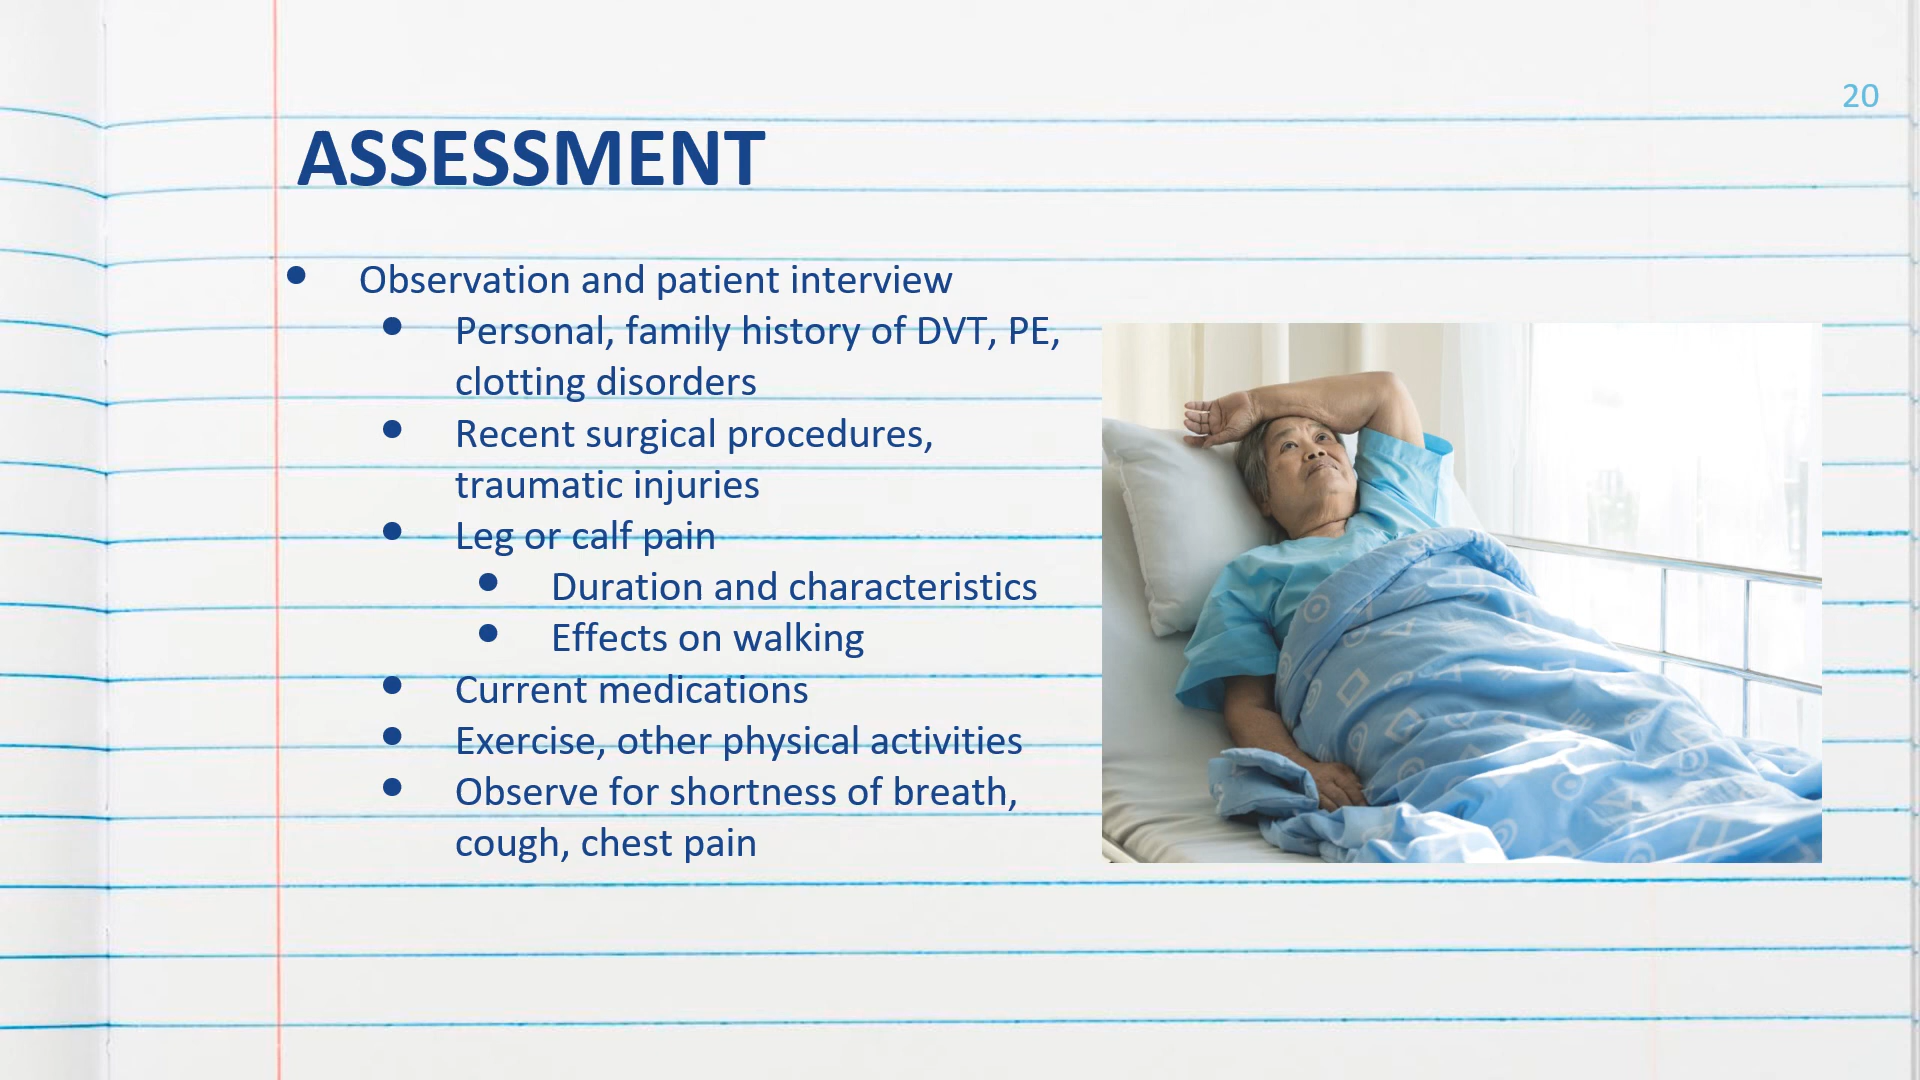 20
ASSESSMENT
• Observation and patient interview
• Personal, family history of DVT, PE,
clotting disorders
• Recent surgical procedures,
traumatic injuries
• Leg or calf pain
• Duration and characteristics
• Effects on walking
• Current medications
• Exercise, other physical activities
• Observe for shortness of breath,
cough, chest pain